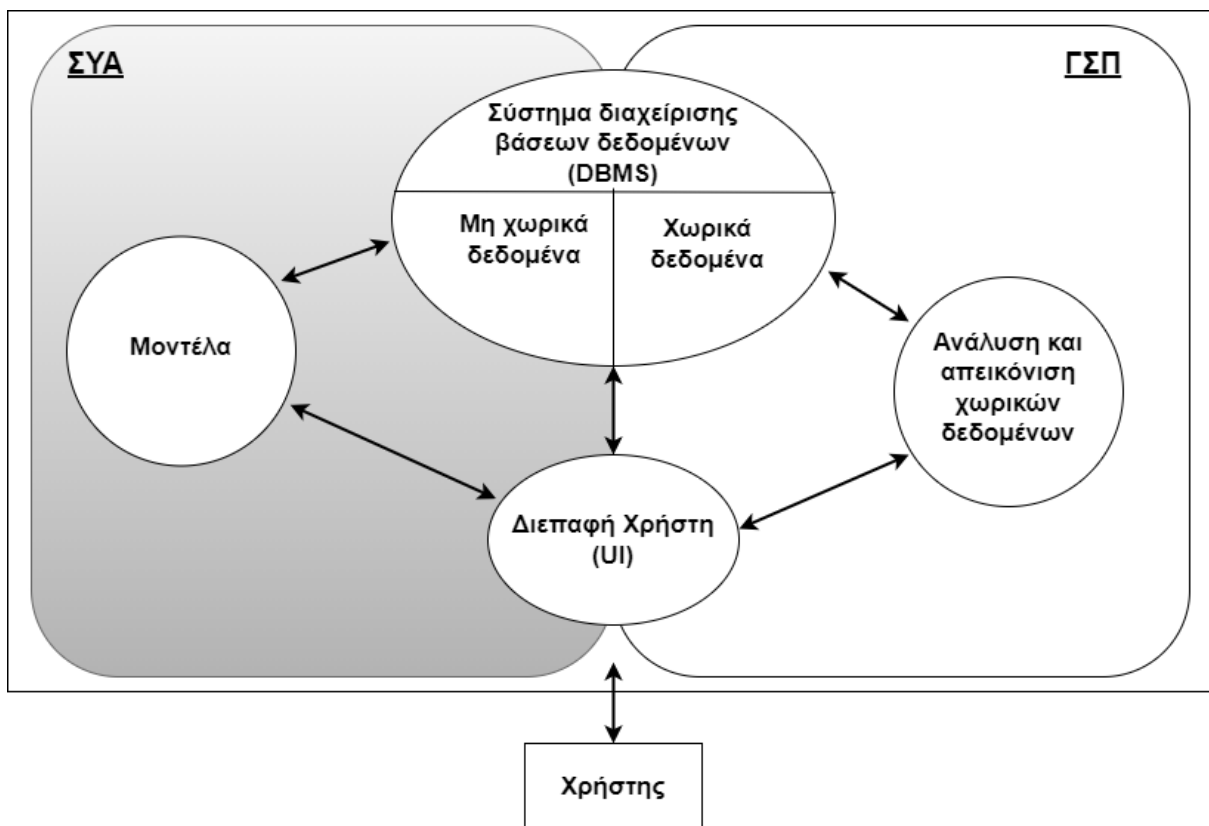 ΣΥΑ
ΓΣΠ
Σύστημα διαχείρισης
βάσεων δεδομένων
(DBMS)
Μη χωρικά
δεδομένα
Χωρικά
δεδομένα
Μοντέλα
Ανάλυση και
απεικόνιση
χωρικών
δεδομένων
Διεπαφή Χρήστη
(UI)
Χρήστης